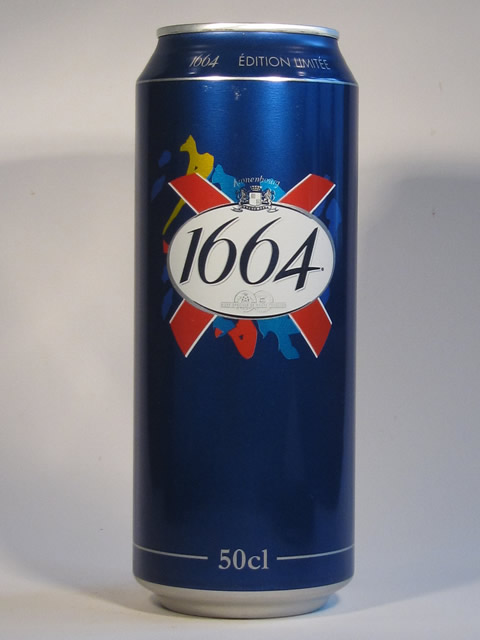 1664 ÉDITION LIMITÉE
Kronenbourg
1664
50cl